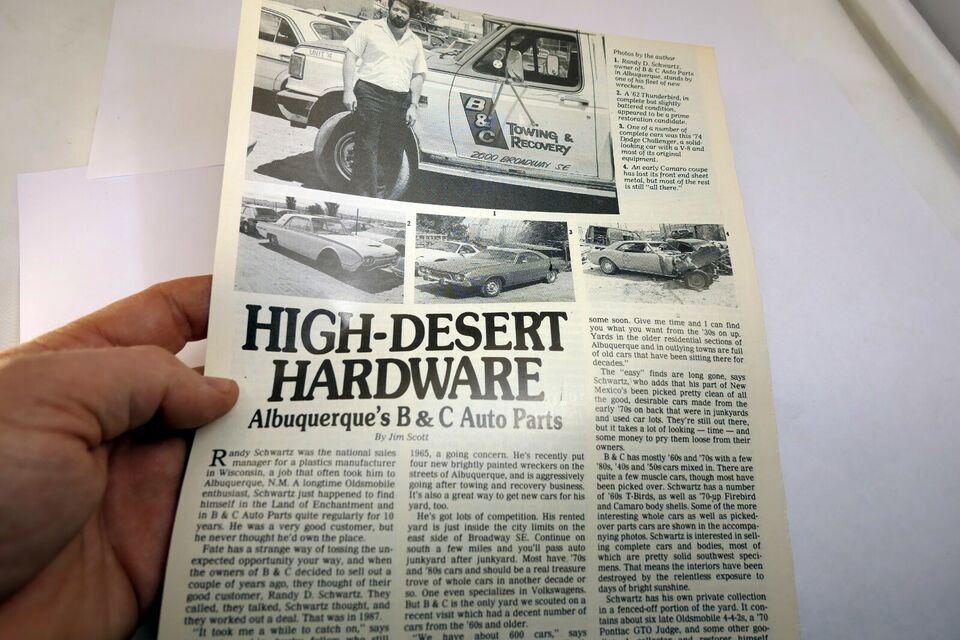 UNIT 4
B
&
C
TOWING &
RECOVERY
2000 BROADWAY SE
Photos by the author
1. Randy D. Schwartz,
owner of B & C Auto Parts
in Albuquerque, stands by
one of his fleet of new
wreckers.
2. A '62 Thunderbird, in
complete but slightly
battered condition,
appeared to be a prime
restoration candidate.
3. One of a number of
complete cars was this '74
Dodge Challenger, a solid-
looking car with a V-8 and
most of its original
equipment.
4. An early Camaro coupe
has lost its front end sheet
metal, but most of the rest
is still "all there."
1
2
3
4
HIGH-DESERT
HARDWARE
Albuquerque's B & C Auto Parts
By Jim Scott
Randy Schwartz was the national sales
manager for a plastics manufacturer
in Wisconsin, a job that often took him to
Albuquerque, N.M. A longtime Oldsmobile
enthusiast, Schwartz just happened to find
himself in the Land of Enchantment and
in B & C Auto Parts quite regularly for 10
years. He was a very good customer, but
he never thought he'd own the place.
Fate has a strange way of tossing the un-
expected opportunity your way, and when
the owners of B & C decided to sell out a
couple of years ago, they thought of their
good customer, Randy D. Schwartz. They
called, they talked, Schwartz thought, and
they worked out a deal. That was in 1987.
"It took me a while to catch on," says
1965, a going concern. He's recently put
four new brightly painted wreckers on the
streets of Albuquerque, and is aggressively
going after towing and recovery business.
It's also a great way to get new cars for his
yard, too.
He's got lots of competition. His rented
yard is just inside the city limits on the
east side of Broadway SE. Continue on
south a few miles and you'll pass auto
junkyard after junkyard. Most have '70s
and '80s cars and should be a real treasure
trove of whole cars in another decade or
so. One even specializes in Volkswagens.
But B & C is the only yard we scouted on a
recent visit which had a decent number of
cars from the '60s and older.
"We have about 600 cars," says
some soon. Give me time and I can find
you what you want from the '30s on up.
Yards in the older residential sections of
Albuquerque and in outlying towns are full
of old cars that have been sitting there for
decades."
The "easy" finds are long gone, says
Schwartz, who adds that his part of New
Mexico's been picked pretty clean of all
the good, desirable cars made from the
early '70s on back that were in junkyards
and used car lots. They're still out there,
but it takes a lot of looking — time — and
some money to pry them loose from their
owners.
B & C has mostly '60s and '70s with a few
'80s, '40s and '50s cars mixed in. There are
quite a few muscle cars, though most have
been picked over. Schwartz has a number
of '60s T-Birds, as well as '70-up Firebird
and Camaro body shells. Some of the more
interesting whole cars as well as picked-
over parts cars are shown in the accompa-
nying photos. Schwartz is interested in sell-
ing complete cars and bodies, most of
which are pretty solid southwest speci-
mens. That means the interiors have been
destroyed by the relentless exposure to
days of bright sunshine.
Schwartz has his own private collection
in a fenced-off portion of the yard. It con-
tains about six late Oldsmobile 4-4-2s, a '70
Pontiac GTO Judge, and some other goo-